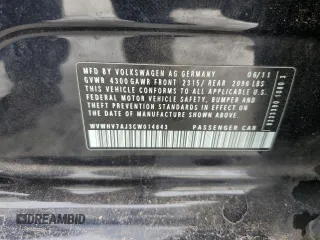 MFD BY VOLKSWAGEN AG GERMANY 06/11
GVWR 4300 GAWR FRONT 2315/ REAR 2096 LBS
THIS VEHICLE CONFORMS TO ALL APPLICABLE
FEDERAL MOTOR VEHICLE SAFETY, BUMPER AND
THEFT PREVENTION STANDARDS IN EFFECT
ON THE DATE OF MANUFACTURE SHOWN ABOVE
WVWHV7AJ3CW014843 PASSENGER CAR
© DREAMBID